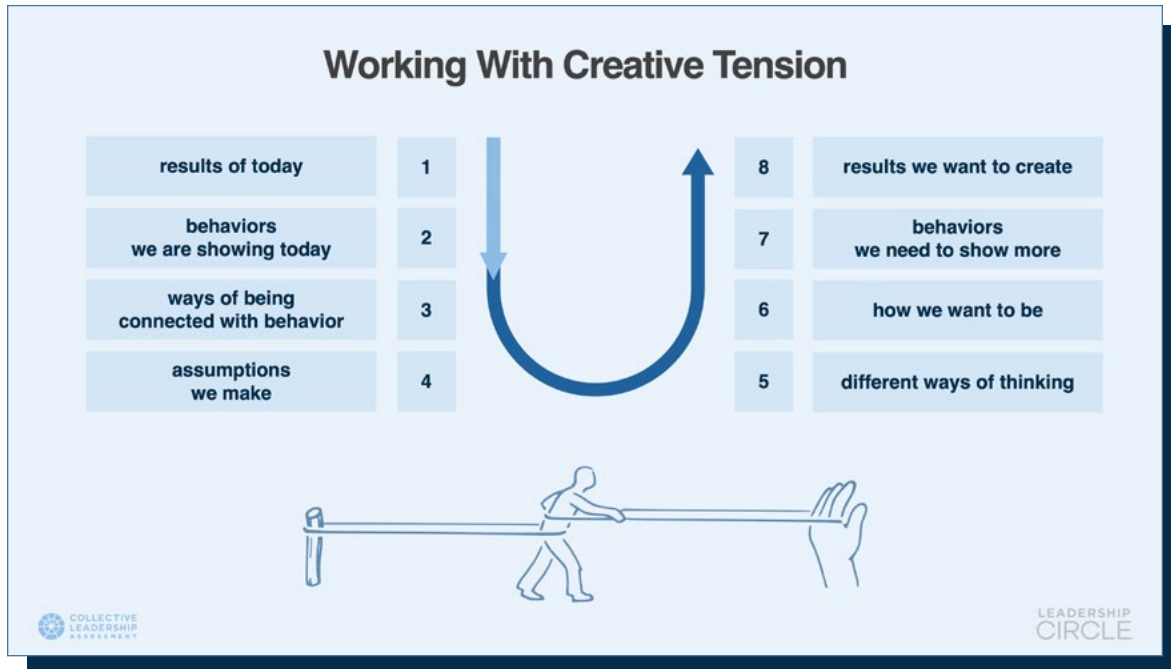 Working With Creative Tension
results of today
1
8
results we want to create
behaviors
we are showing today
2
7
behaviors
we need to show more
ways of being
connected with behavior
3
6
how we want to be
assumptions
we make
4
5
different ways of thinking
COLLECTIVE
LEADERSHIP
ASSESSMENT
LEADERSHIP
CIRCLE